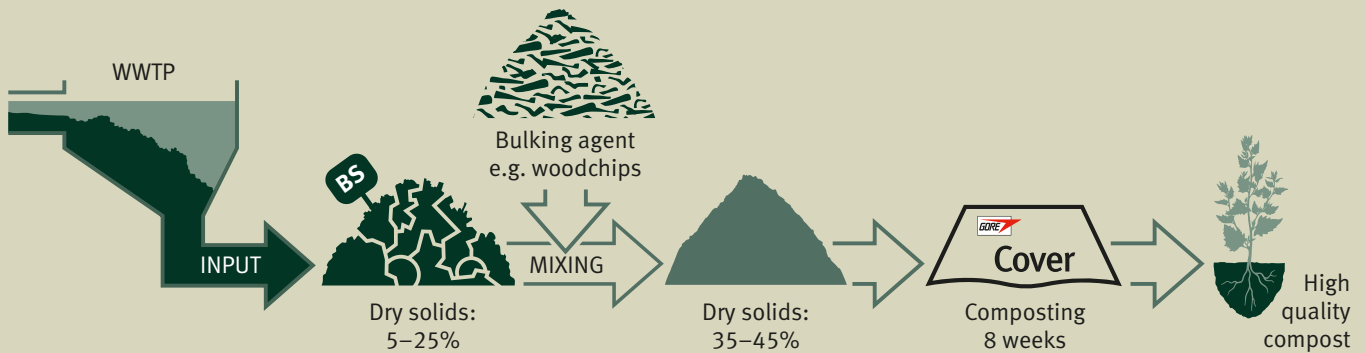 WWTP
INPUT
BS
Dry solids:
5–25%
Bulking agent
e.g. woodchips
MIXING
Dry solids:
35–45%
GORE
Cover
Composting
8 weeks
High
quality
compost